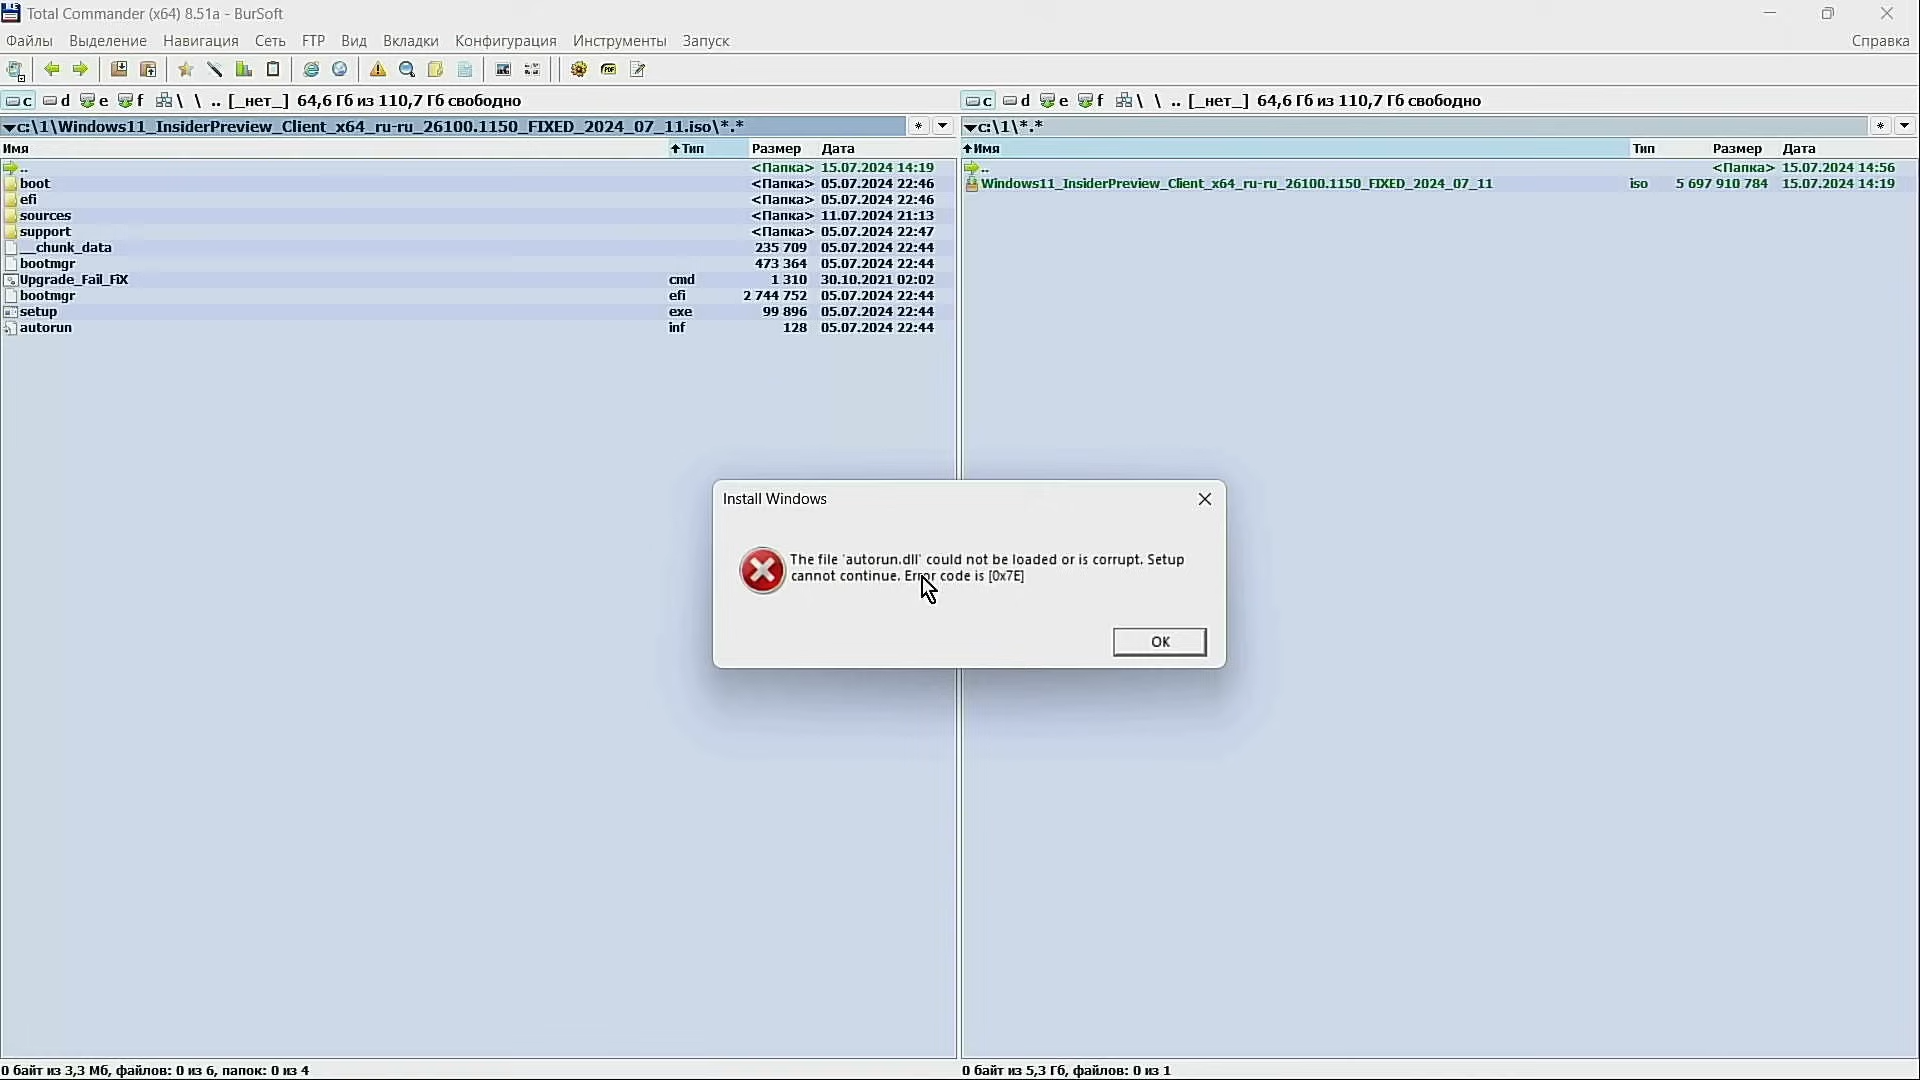 Total Commander (x64) 8.51a - BurSoft
Файлы Выделение Навигация Сеть FTP Вид Вкладки Конфигурация Инструменты Запуск Справка
c d e f \ \ .. [_нет_] 64,6 Гб из 110,7 Гб свободно
c:\1\Windows11_InsiderPreview_Client_x64_ru-ru_26100.1150_FIXED_2024_07_11.iso\*.* * 
Имя Тип Размер Дата
.. <Папка> 15.07.2024 14:19
boot <Папка> 05.07.2024 22:46
efi <Папка> 05.07.2024 22:46
sources <Папка> 11.07.2024 21:13
support <Папка> 05.07.2024 22:47
__chunk_data 235 709 05.07.2024 22:44
bootmgr 473 364 05.07.2024 22:44
Upgrade_Fail_FiX cmd 1 310 30.10.2021 02:02
bootmgr efi 2 744 752 05.07.2024 22:44
setup exe 99 896 05.07.2024 22:44
autorun inf 128 05.07.2024 22:44
0 байт из 3,3 Мб, файлов: 0 из 6, папок: 0 из 4
c d e f \ \ .. [_нет_] 64,6 Гб из 110,7 Гб свободно
c:\1\*.* *
Имя Тип Размер Дата
.. <Папка> 15.07.2024 14:56
Windows11_InsiderPreview_Client_x64_ru-ru_26100.1150_FIXED_2024_07_11 iso 5 697 910 784 15.07.2024 14:19
0 байт из 5,3 Гб, файлов: 0 из 1
Install Windows
The file 'autorun.dll' could not be loaded or is corrupt. Setup
cannot continue. Error code is [0x7E]
OK